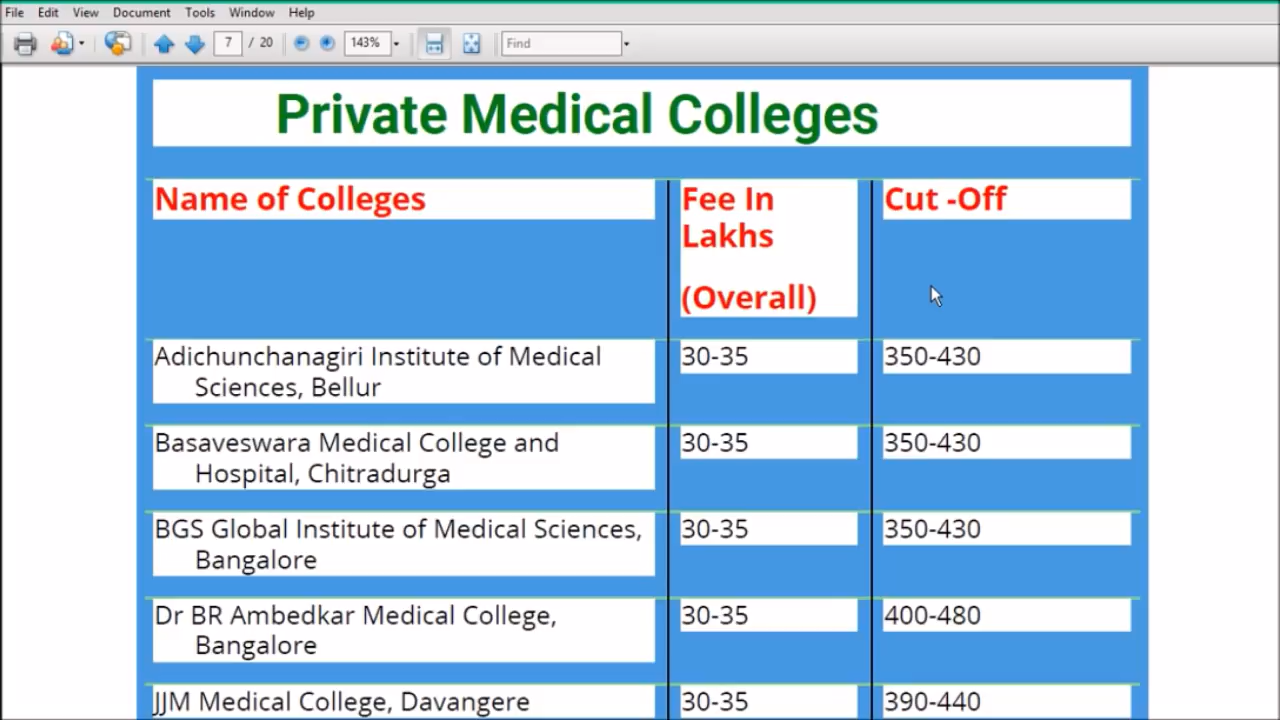 File Edit View Document Tools Window Help
7 / 20 143% Find
Private Medical Colleges
Name of Colleges Fee In Cut -Off
Lakhs
(Overall)
Adichunchanagiri Institute of Medical 30-35 350-430
Sciences, Bellur
Basaveswara Medical College and 30-35 350-430
Hospital, Chitradurga
BGS Global Institute of Medical Sciences, 30-35 350-430
Bangalore
Dr BR Ambedkar Medical College, 30-35 400-480
Bangalore
JJM Medical College, Davangere 30-35 390-440